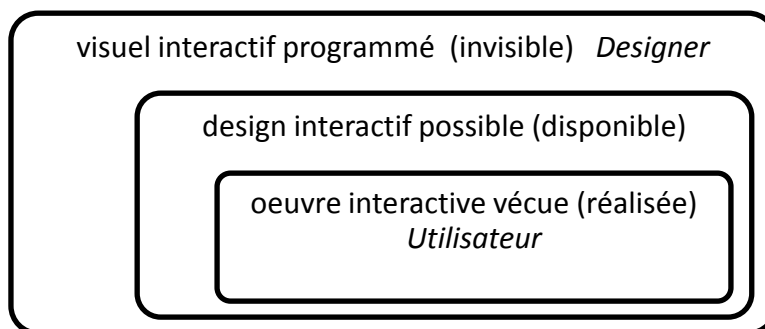 visuel interactif programmé (invisible) Designer
design interactif possible (disponible)
oeuvre interactive vécue (réalisée)
Utilisateur